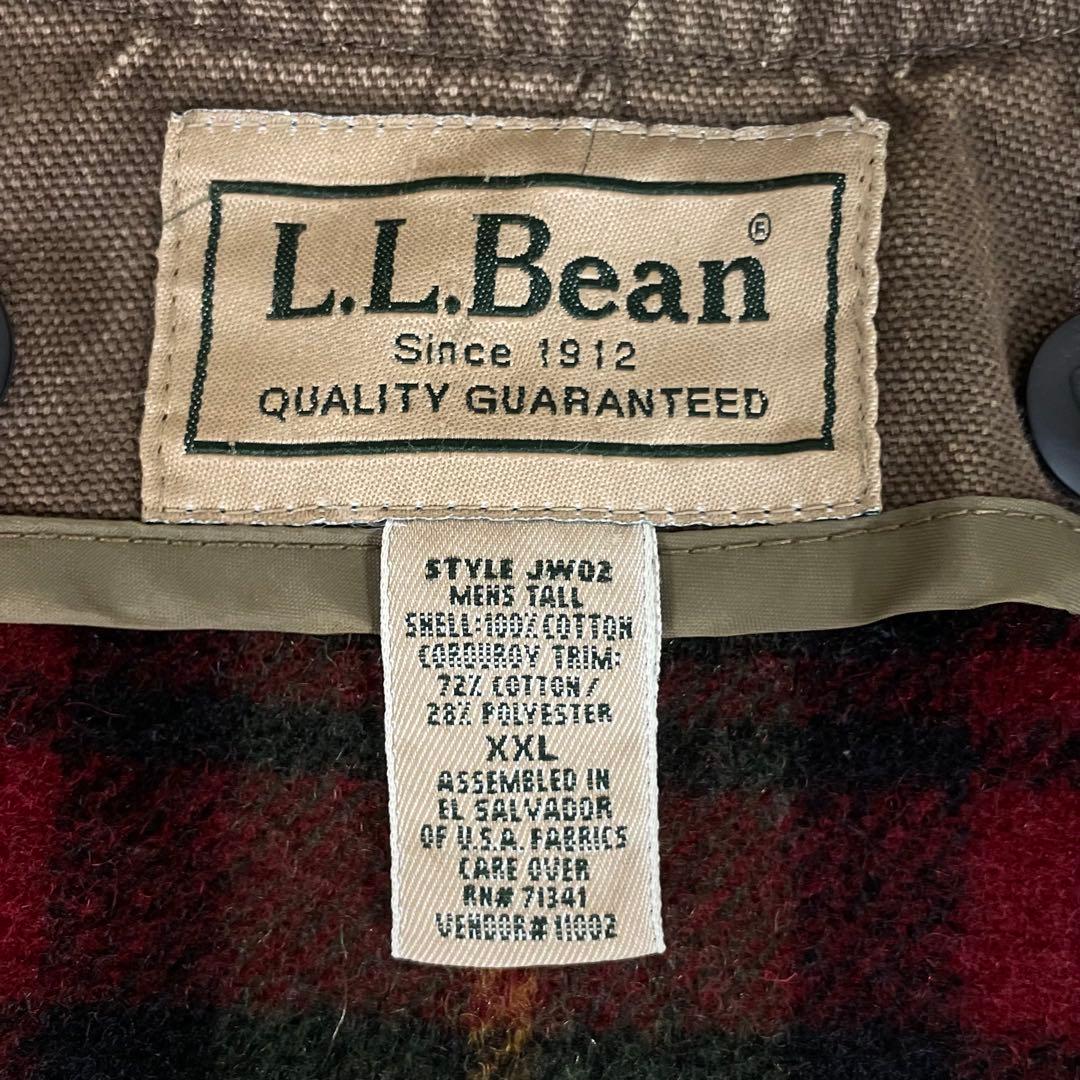 L.L.Bean®
Since 1912
QUALITY GUARANTEED
STYLE JW02
MENS TALL
SHELL:100% COTTON
CORDUROY TRIM:
72% COTTON/
28% POLYESTER
XXL
ASSEMBLED IN
EL SALVADOR
OF U.S.A. FABRICS
CARE OVER
RN# 71341
VENDOR# 11002